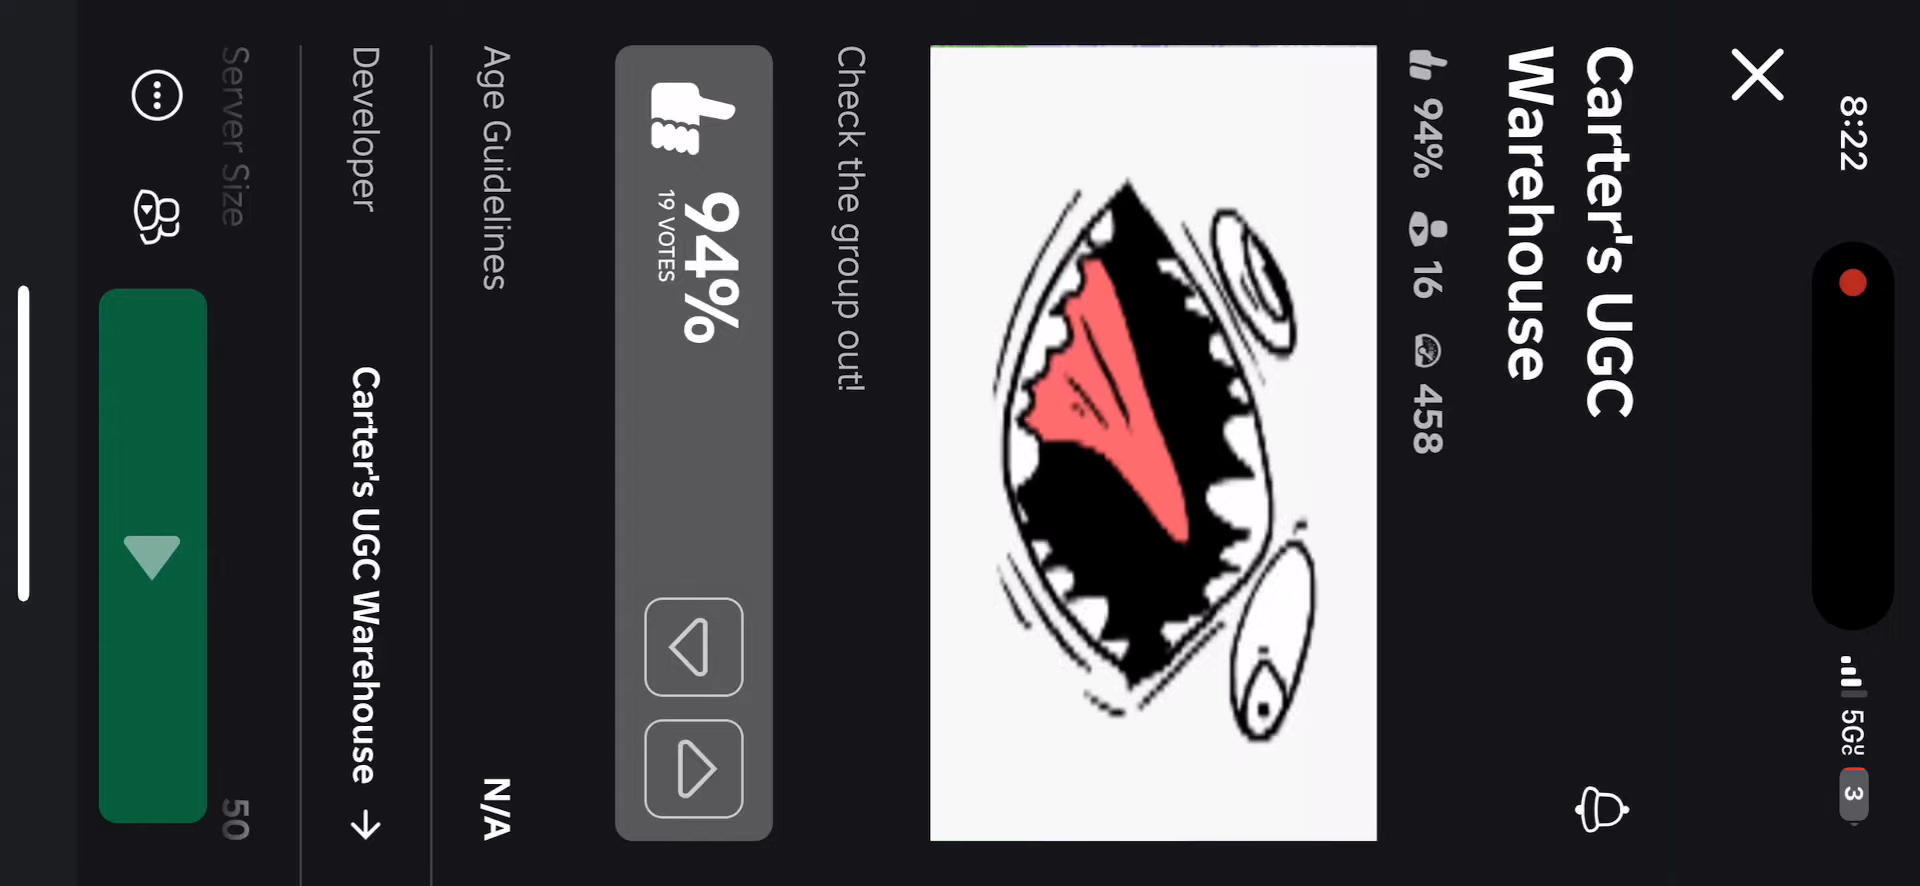 8:22
5GUC
3
Carter's UGC
Warehouse
94% 16 458
Check the group out!
94%
19 VOTES
Age Guidelines N/A
Developer Carter's UGC Warehouse
Server Size 50